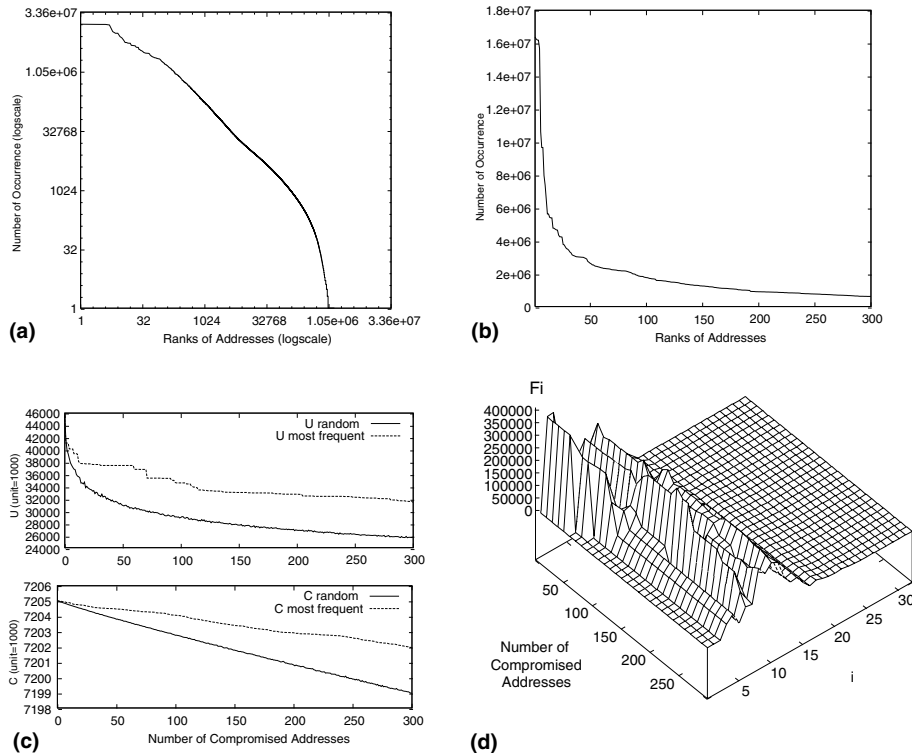 3.36e+07
1.05e+06
32768
1024
32
1
Number of Occurrence (logscale)
1 32 1024 32768 1.05e+06 3.36e+07
Ranks of Addresses (logscale)
(a)
1.8e+07
1.6e+07
1.4e+07
1.2e+07
1e+07
8e+06
6e+06
4e+06
2e+06
0
Number of Occurrence
50 100 150 200 250 300
Ranks of Addresses
(b)
46000
44000
42000
40000
38000
36000
34000
32000
30000
28000
26000
24000
U (unit=1000)
U random
U most frequent
0 50 100 150 200 250 300
7206
7205
7204
7203
7202
7201
7200
7199
7198
C (unit=1000)
C random
C most frequent
0 50 100 150 200 250 300
Number of Compromised Addresses
(c)
Fi
400000
350000
300000
250000
200000
150000
100000
50000
0
50
100
150
200
250
Number of
Compromised
Addresses
5
10
15
20
25
30
i
(d)